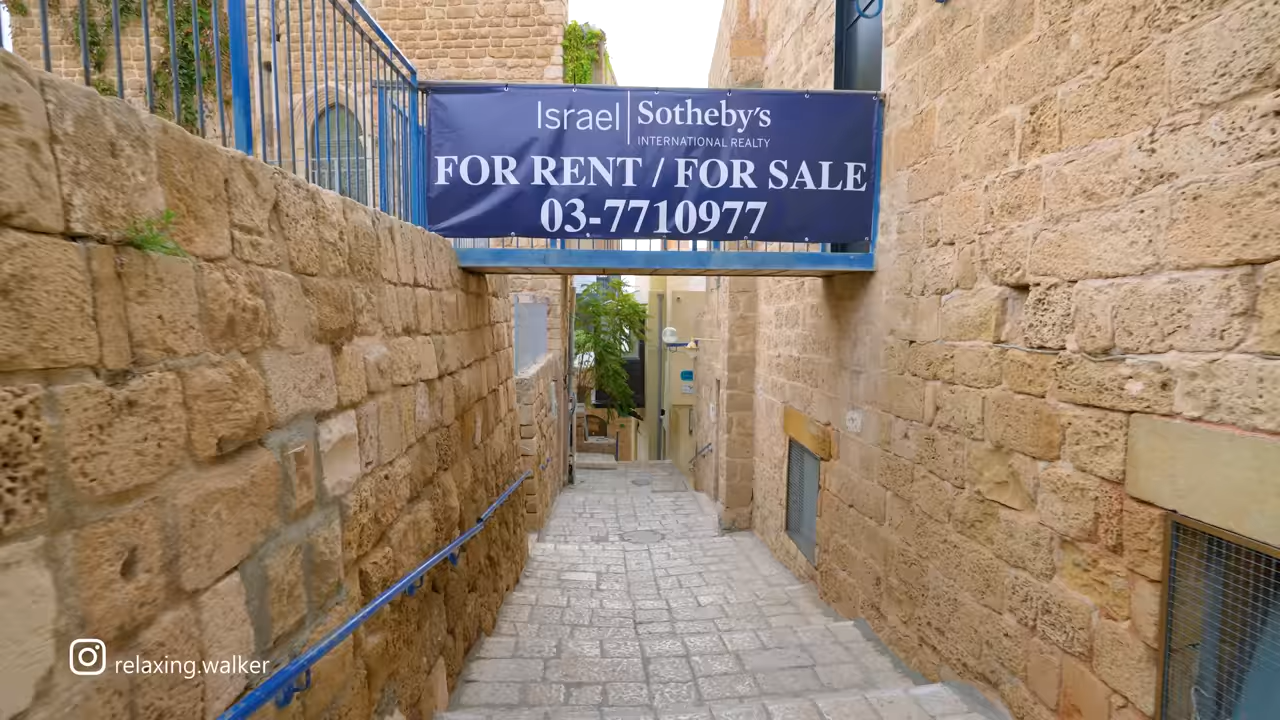 Israel | Sotheby's
INTERNATIONAL REALTY
FOR RENT / FOR SALE
03-7710977
relaxing.walker